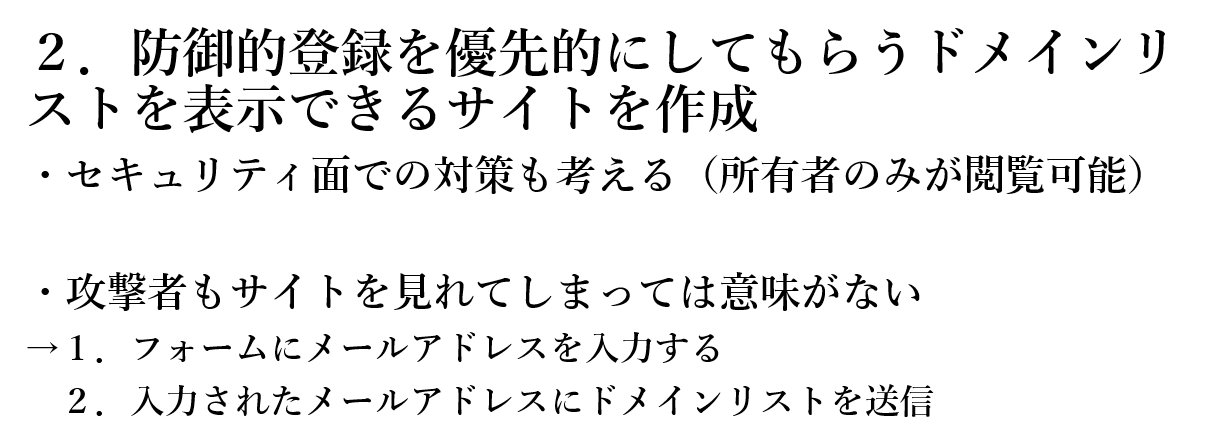 ２．防御的登録を優先的にしてもらうドメインリ
ストを表示できるサイトを作成
・セキュリティ面での対策も考える（所有者のみが閲覧可能）
・攻撃者もサイトを見れてしまっては意味がない
→１．フォームにメールアドレスを入力する
２．入力されたメールアドレスにドメインリストを送信